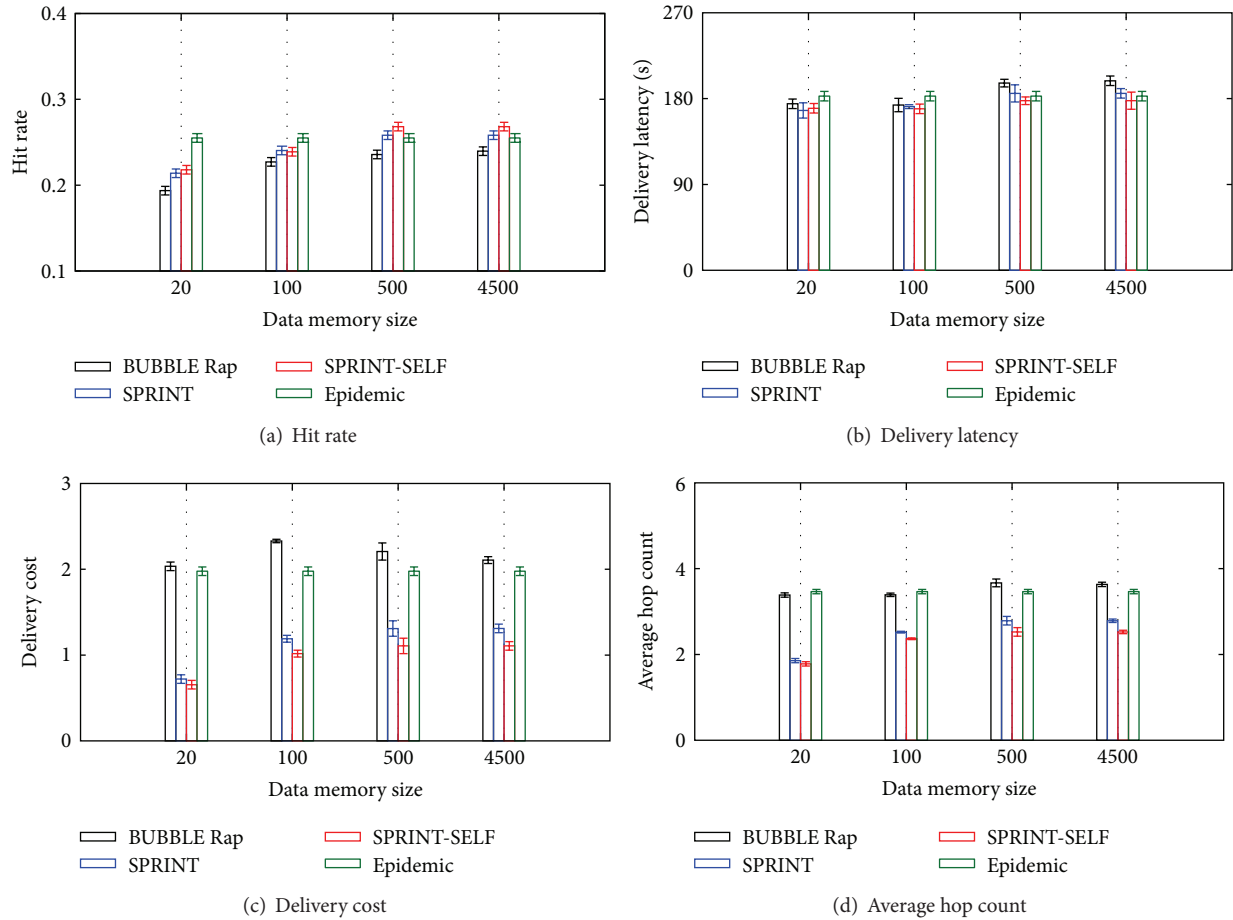 0.4
0.3
0.2
0.1
Hit rate
20 100 500 4500
Data memory size
BUBBLE Rap SPRINT-SELF
SPRINT Epidemic
(a) Hit rate
270
180
90
0
Delivery latency (s)
20 100 500 4500
Data memory size
BUBBLE Rap SPRINT-SELF
SPRINT Epidemic
(b) Delivery latency
3
2
1
0
Delivery cost
20 100 500 4500
Data memory size
BUBBLE Rap SPRINT-SELF
SPRINT Epidemic
(c) Delivery cost
6
4
2
0
Average hop count
20 100 500 4500
Data memory size
BUBBLE Rap SPRINT-SELF
SPRINT Epidemic
(d) Average hop count